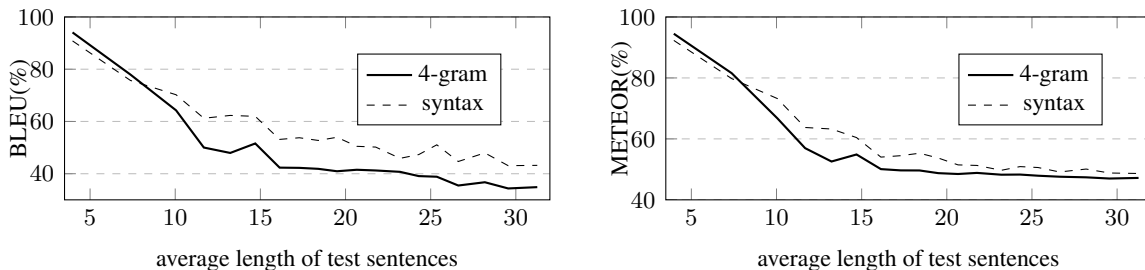 BLEU(%)
100
80
60
40
5 10 15 20 25 30
4-gram
syntax
average length of test sentences
METEOR(%)
100
80
60
40
5 10 15 20 25 30
4-gram
syntax
average length of test sentences